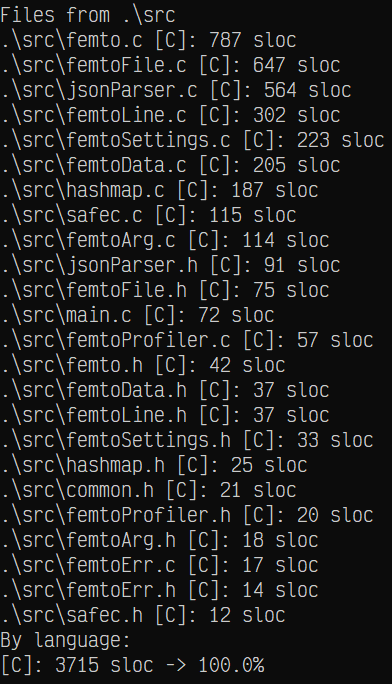 Files from .\src
.\src\femto.c [C]: 787 sloc
.\src\femtoFile.c [C]: 647 sloc
.\src\jsonParser.c [C]: 564 sloc
.\src\femtoLine.c [C]: 302 sloc
.\src\femtoSettings.c [C]: 223 sloc
.\src\femtoData.c [C]: 205 sloc
.\src\hashmap.c [C]: 187 sloc
.\src\safec.c [C]: 115 sloc
.\src\femtoArg.c [C]: 114 sloc
.\src\jsonParser.h [C]: 91 sloc
.\src\femtoFile.h [C]: 75 sloc
.\src\main.c [C]: 72 sloc
.\src\femtoProfiler.c [C]: 57 sloc
.\src\femto.h [C]: 42 sloc
.\src\femtoData.h [C]: 37 sloc
.\src\femtoLine.h [C]: 37 sloc
.\src\femtoSettings.h [C]: 33 sloc
.\src\hashmap.h [C]: 25 sloc
.\src\common.h [C]: 21 sloc
.\src\femtoProfiler.h [C]: 20 sloc
.\src\femtoArg.h [C]: 18 sloc
.\src\femtoErr.c [C]: 17 sloc
.\src\femtoErr.h [C]: 14 sloc
.\src\safec.h [C]: 12 sloc
By language:
[C]: 3715 sloc -> 100.0%